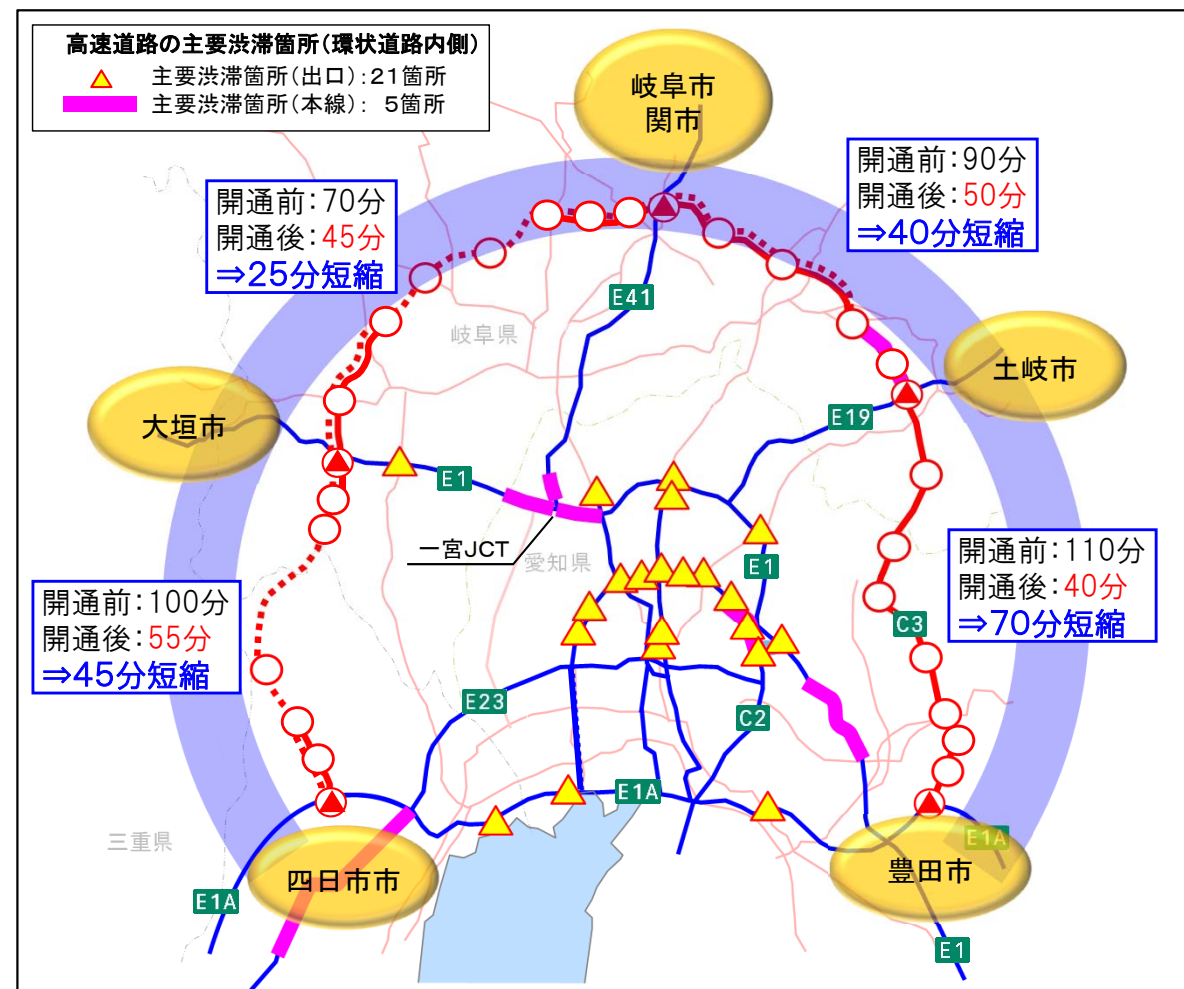 高速道路の主要渋滞箇所(環状道路内側)
主要渋滞箇所(出口):21箇所
主要渋滞箇所(本線): 5箇所
岐阜市
関市
開通前:90分
開通後:50分
⇒40分短縮
開通前:70分
開通後:45分
⇒25分短縮
E41
岐阜県
土岐市
大垣市
E19
E1
一宮JCT
愛知県
E1
開通前:110分
開通後:40分
⇒70分短縮
開通前:100分
開通後:55分
⇒45分短縮
C3
E23
C2
E1A
三重県
E1A
四日市市
豊田市
E1A
E1